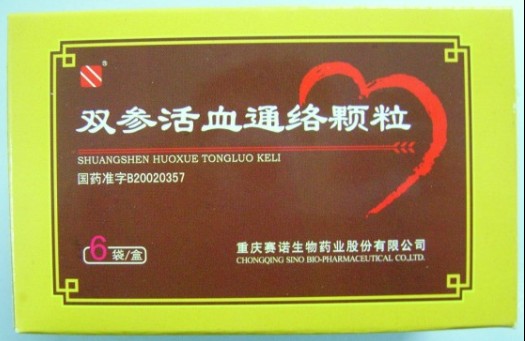 双参活血通络颗粒
SHUANGSHEN HUOXUE TONGLUO KELI
国药准字B20020357
6袋/盒
重庆赛诺生物药业股份有限公司
CHONGQING SINO BIO-PHARMACEUTICAL CO.,LTD.